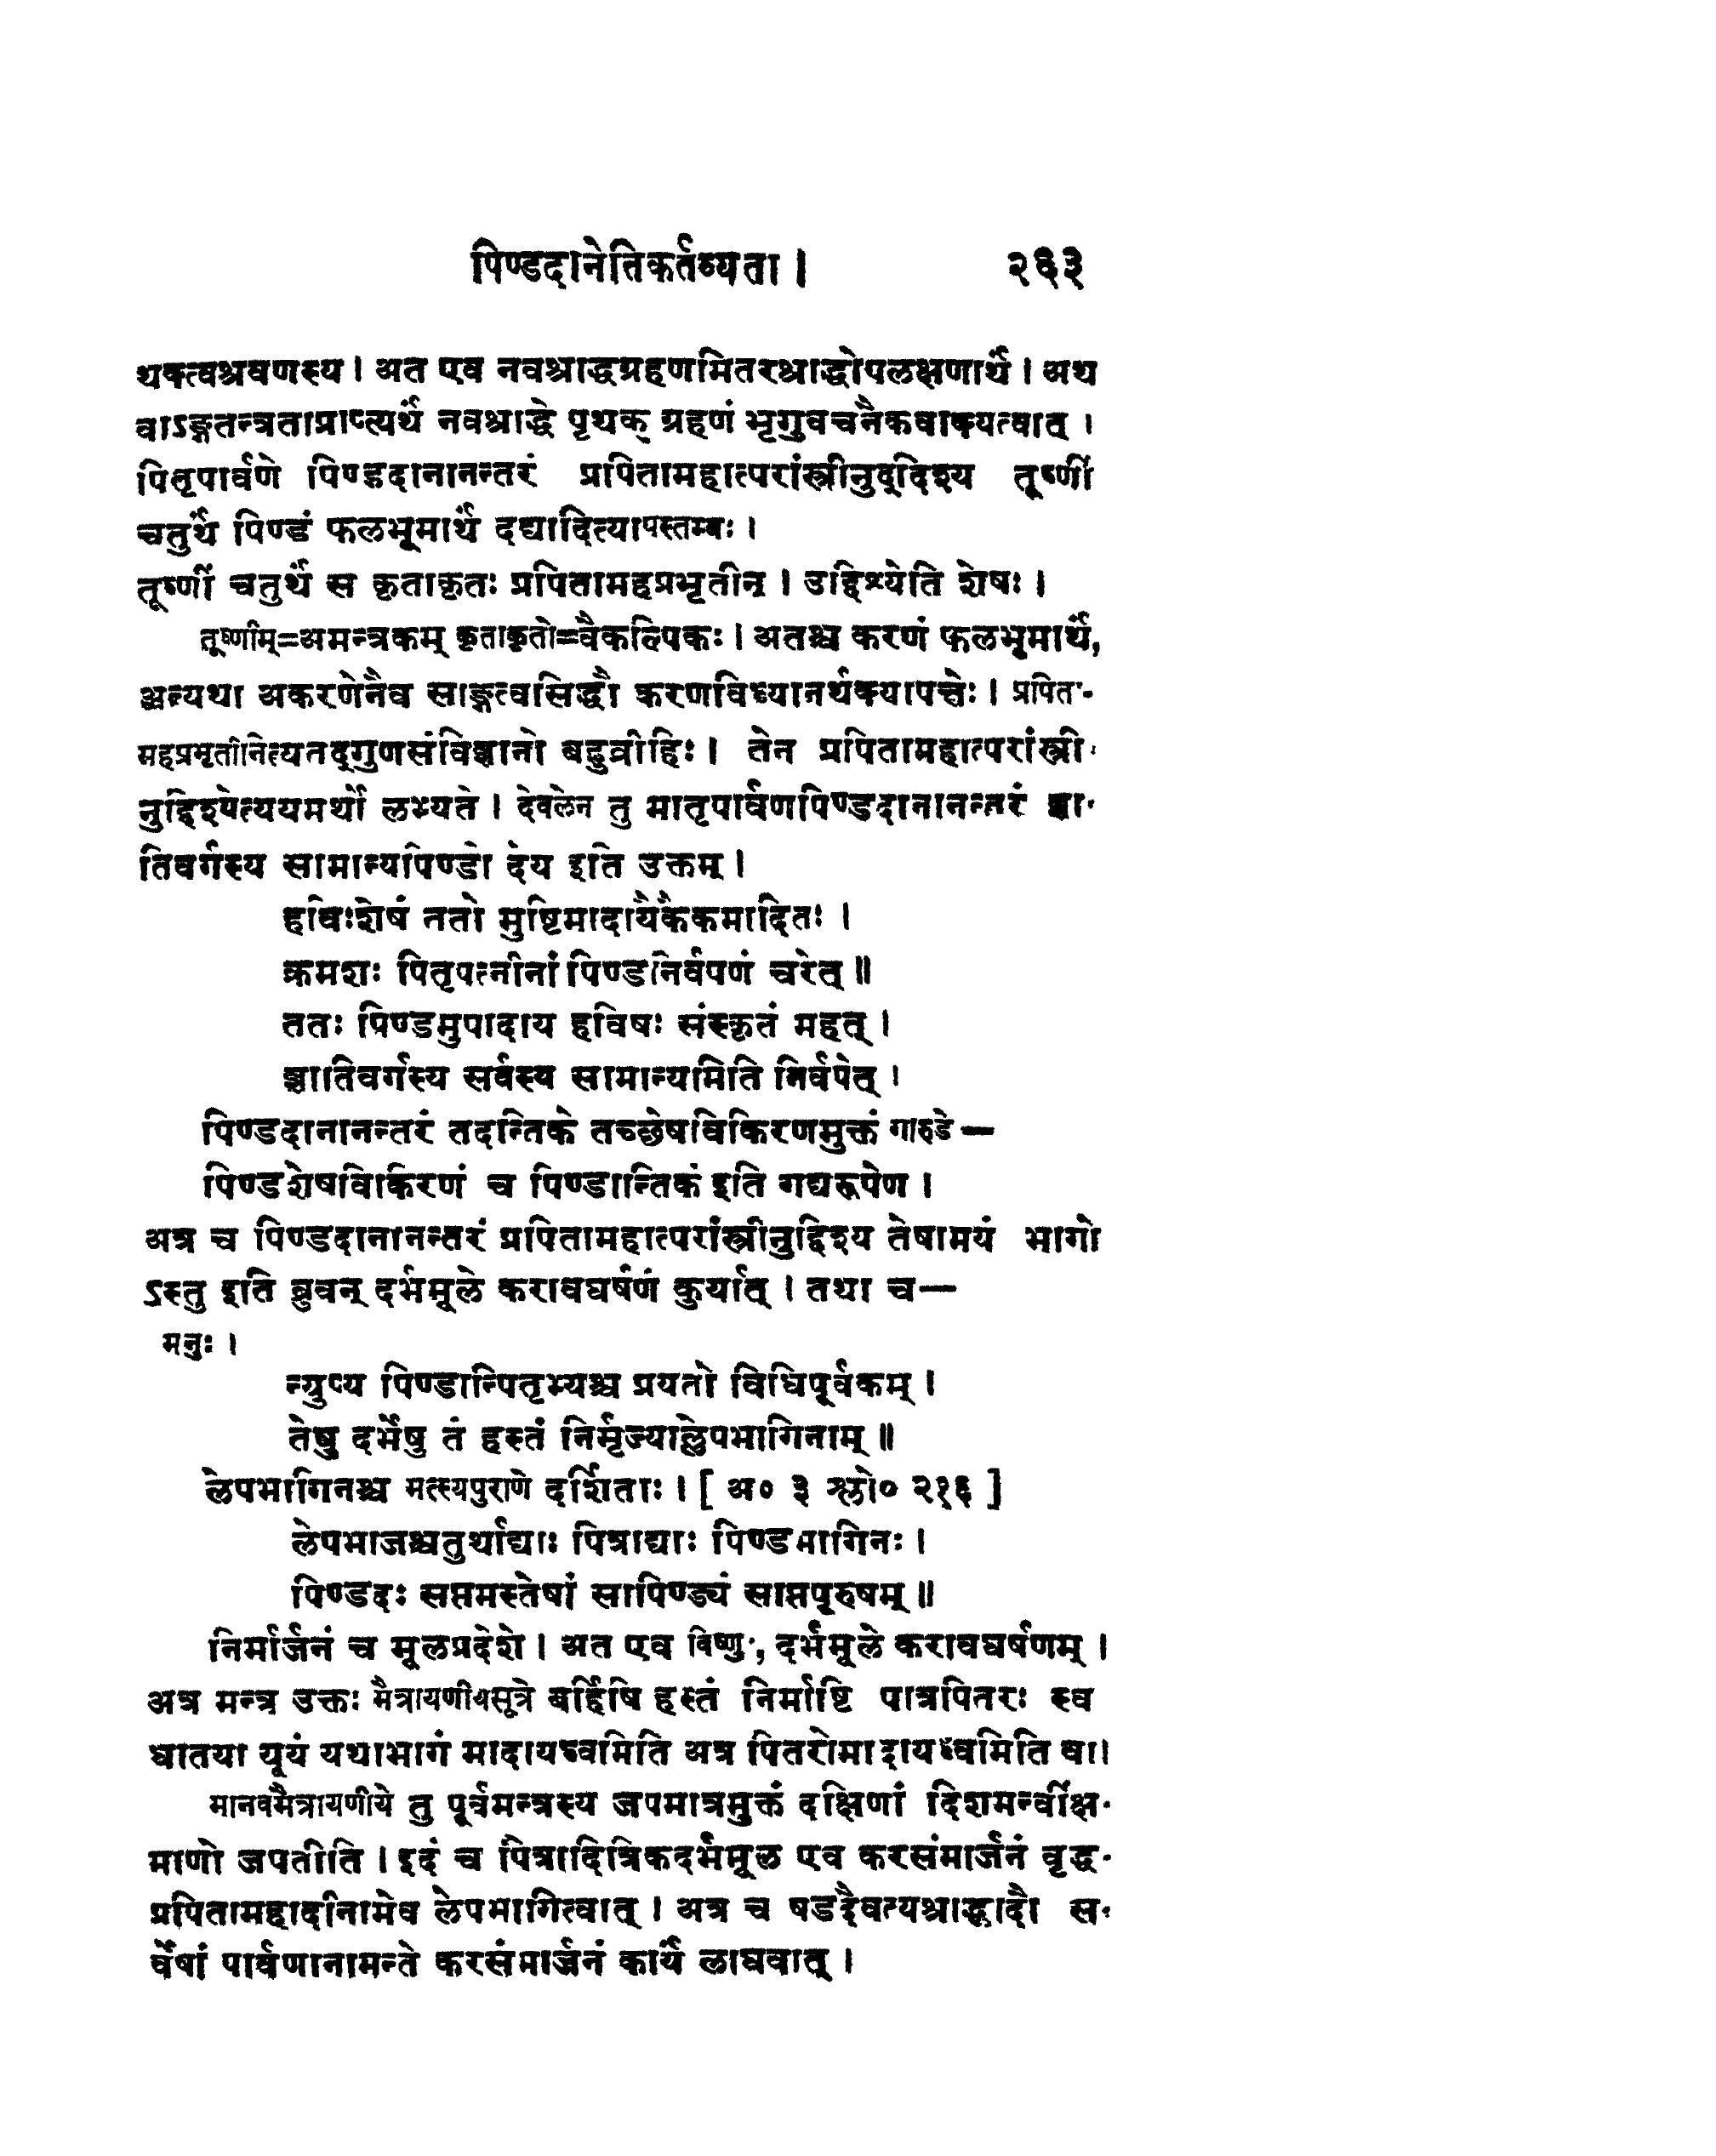 पिण्डदानेतिकर्तव्यता । २६३
थक्त्वश्रवणस्य । अत एव नवश्राद्धग्रहणमितरश्राद्धोपलक्षणार्थं । अथ
वाऽङ्गतन्त्रताप्राप्त्यर्थं नवश्राद्धे पृथक् ग्रहणं भृगुवचनैकवाक्यत्वात् ।
पितृपार्वणे पिण्डदानानन्तरं प्रपितामहात्परांस्त्रीनुद्दिश्य तूष्णीं
चतुर्थं पिण्डं फलभूमार्थं दद्यादित्यापस्तम्बः ।
तूष्णीं चतुर्थं स कृताकृतः प्रपितामहप्रभृतीन् । उद्दिश्येति शेषः ।
तूष्णीम्=अमन्त्रकम् कृताकृतो=वैकल्पिकः । अतश्च करणं फलभूमार्थं,
अन्यथा अकरणेनैव साङ्गत्वसिद्धौ करणविध्यानर्थक्यापत्तेः । प्रपिता-
महप्रभृतीनित्यतद्गुणसंविज्ञानो बहुव्रीहिः । तेन प्रपितामहात्परांस्त्री-
नुद्दिश्येत्ययमर्थो लभ्यते । देवलेन तु मातृपार्वणपिण्डदानानन्तरं ज्ञा-
तिवर्गस्य सामान्यपिण्डो देय इति उक्तम् ।
हविःशेषं ततो मुष्टिमादायैकैकमादितः ।
क्रमशः पितृपत्नीनां पिण्डनिर्वपणं चरेत् ॥
ततः पिण्डमुपादाय हविषः संस्कृतं महत् ।
ज्ञातिवर्गस्य सर्वस्य सामान्यमिति निर्वपेत् ।
पिण्डदानानन्तरं तदन्तिके तच्छेषविकिरणमुक्तं गारुडे —
पिण्डशेषविकिरणं च पिण्डान्तिके इति गद्यरूपेण ।
अत्र च पिण्डदानानन्तरं प्रपितामहात्परांस्त्रीनुद्दिश्य तेषामयं भागो
ऽस्तु इति ब्रुवन् दर्भमूले करावघर्षणं कुर्यात् । तथा च—
मनुः ।
न्युप्य पिण्डान्पितृभ्यश्च प्रयतो विधिपूर्वकम् ।
तेषु दर्भेषु तं हस्तं निर्मृज्याल्लेपभागिनाम् ॥
लेपभागिनश्च मत्स्यपुराणे दर्शिताः । [ अ० ३ श्लो० २१६ ]
लेपभाजश्चतुर्थाद्याः पित्राद्याः पिण्डभागिनः ।
पिण्डदः सप्तमस्तेषां सापिण्ड्यं साप्तपूरुषम् ॥
निर्मार्जनं च मूलप्रदेशे । अत एव विष्णुः, दर्भमूले करावघर्षणम् ।
अत्र मन्त्र उक्तः मैत्रायणीयसूत्रे बर्हिषि हस्तं निर्मार्ष्टि पात्रपितरः स्व
धातया यूयं यथाभागं मादायध्वमिति अत्र पितरोमादायध्वमिति वा।
मानवमैत्रायणीये तु पूर्वमन्त्रस्य जपमात्रमुक्तं दक्षिणां दिशमन्वीक्ष-
माणो जपतीति । इदं च पित्रादित्रिकदर्भमूल एव करसंमार्जनं वृद्ध-
प्रपितामहादीनामेव लेपभागित्वात् । अत्र च षडदैवत्यश्राद्धादौ स-
र्वेषां पार्वणानामन्ते करसंमार्जनं कार्यं लाघवात् ।